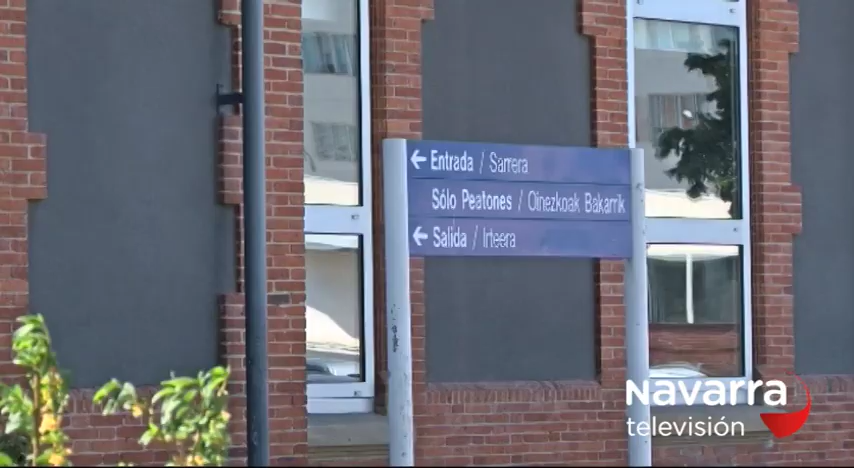 ← Entrada / Sarrera
Sólo Peatones / Oinezkoak Bakarrik
← Salida / Irteera
Navarra
televisión